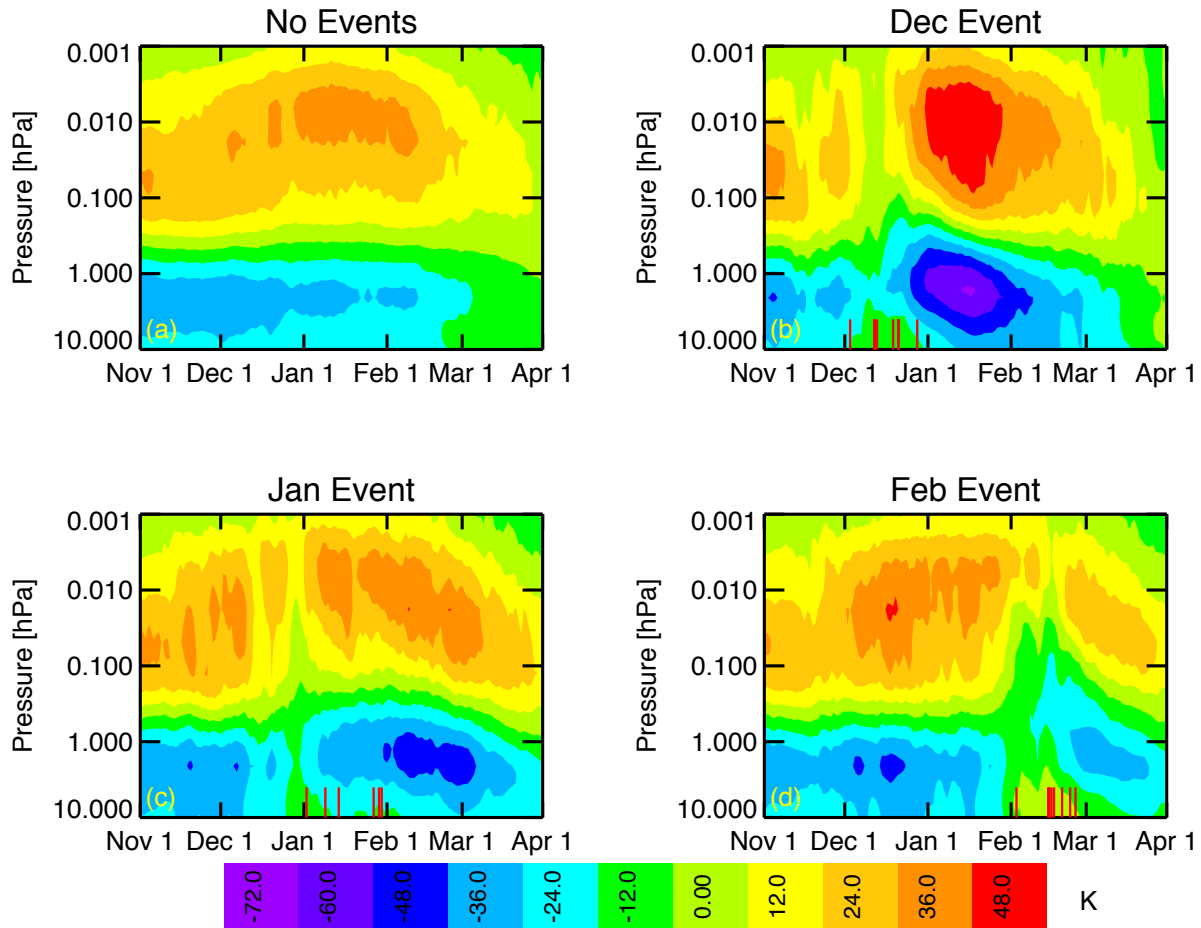 No Events
Dec Event
0.001
0.010
0.100
1.000
10.000
Pressure [hPa]
(a)
Nov 1 Dec 1 Jan 1 Feb 1 Mar 1 Apr 1
0.001
0.010
0.100
1.000
10.000
Pressure [hPa]
(b)
Nov 1 Dec 1 Jan 1 Feb 1 Mar 1 Apr 1
Jan Event
Feb Event
0.001
0.010
0.100
1.000
10.000
Pressure [hPa]
(c)
Nov 1 Dec 1 Jan 1 Feb 1 Mar 1 Apr 1
0.001
0.010
0.100
1.000
10.000
Pressure [hPa]
(d)
Nov 1 Dec 1 Jan 1 Feb 1 Mar 1 Apr 1
-72.0
-60.0
-48.0
-36.0
-24.0
-12.0
0.00
12.0
24.0
36.0
48.0
K